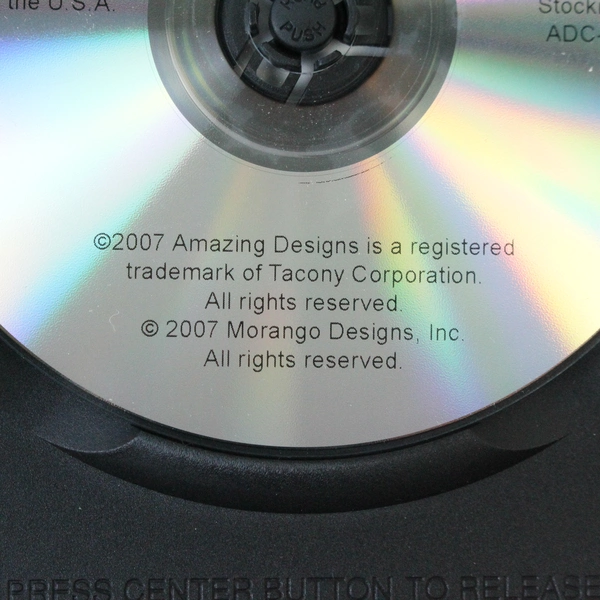 the U.S.A.
ADC-
PUSH
©2007 Amazing Designs is a registered
trademark of Tacony Corporation.
All rights reserved.
© 2007 Morango Designs, Inc.
All rights reserved.
PRESS CENTER BUTTON TO RELEASE